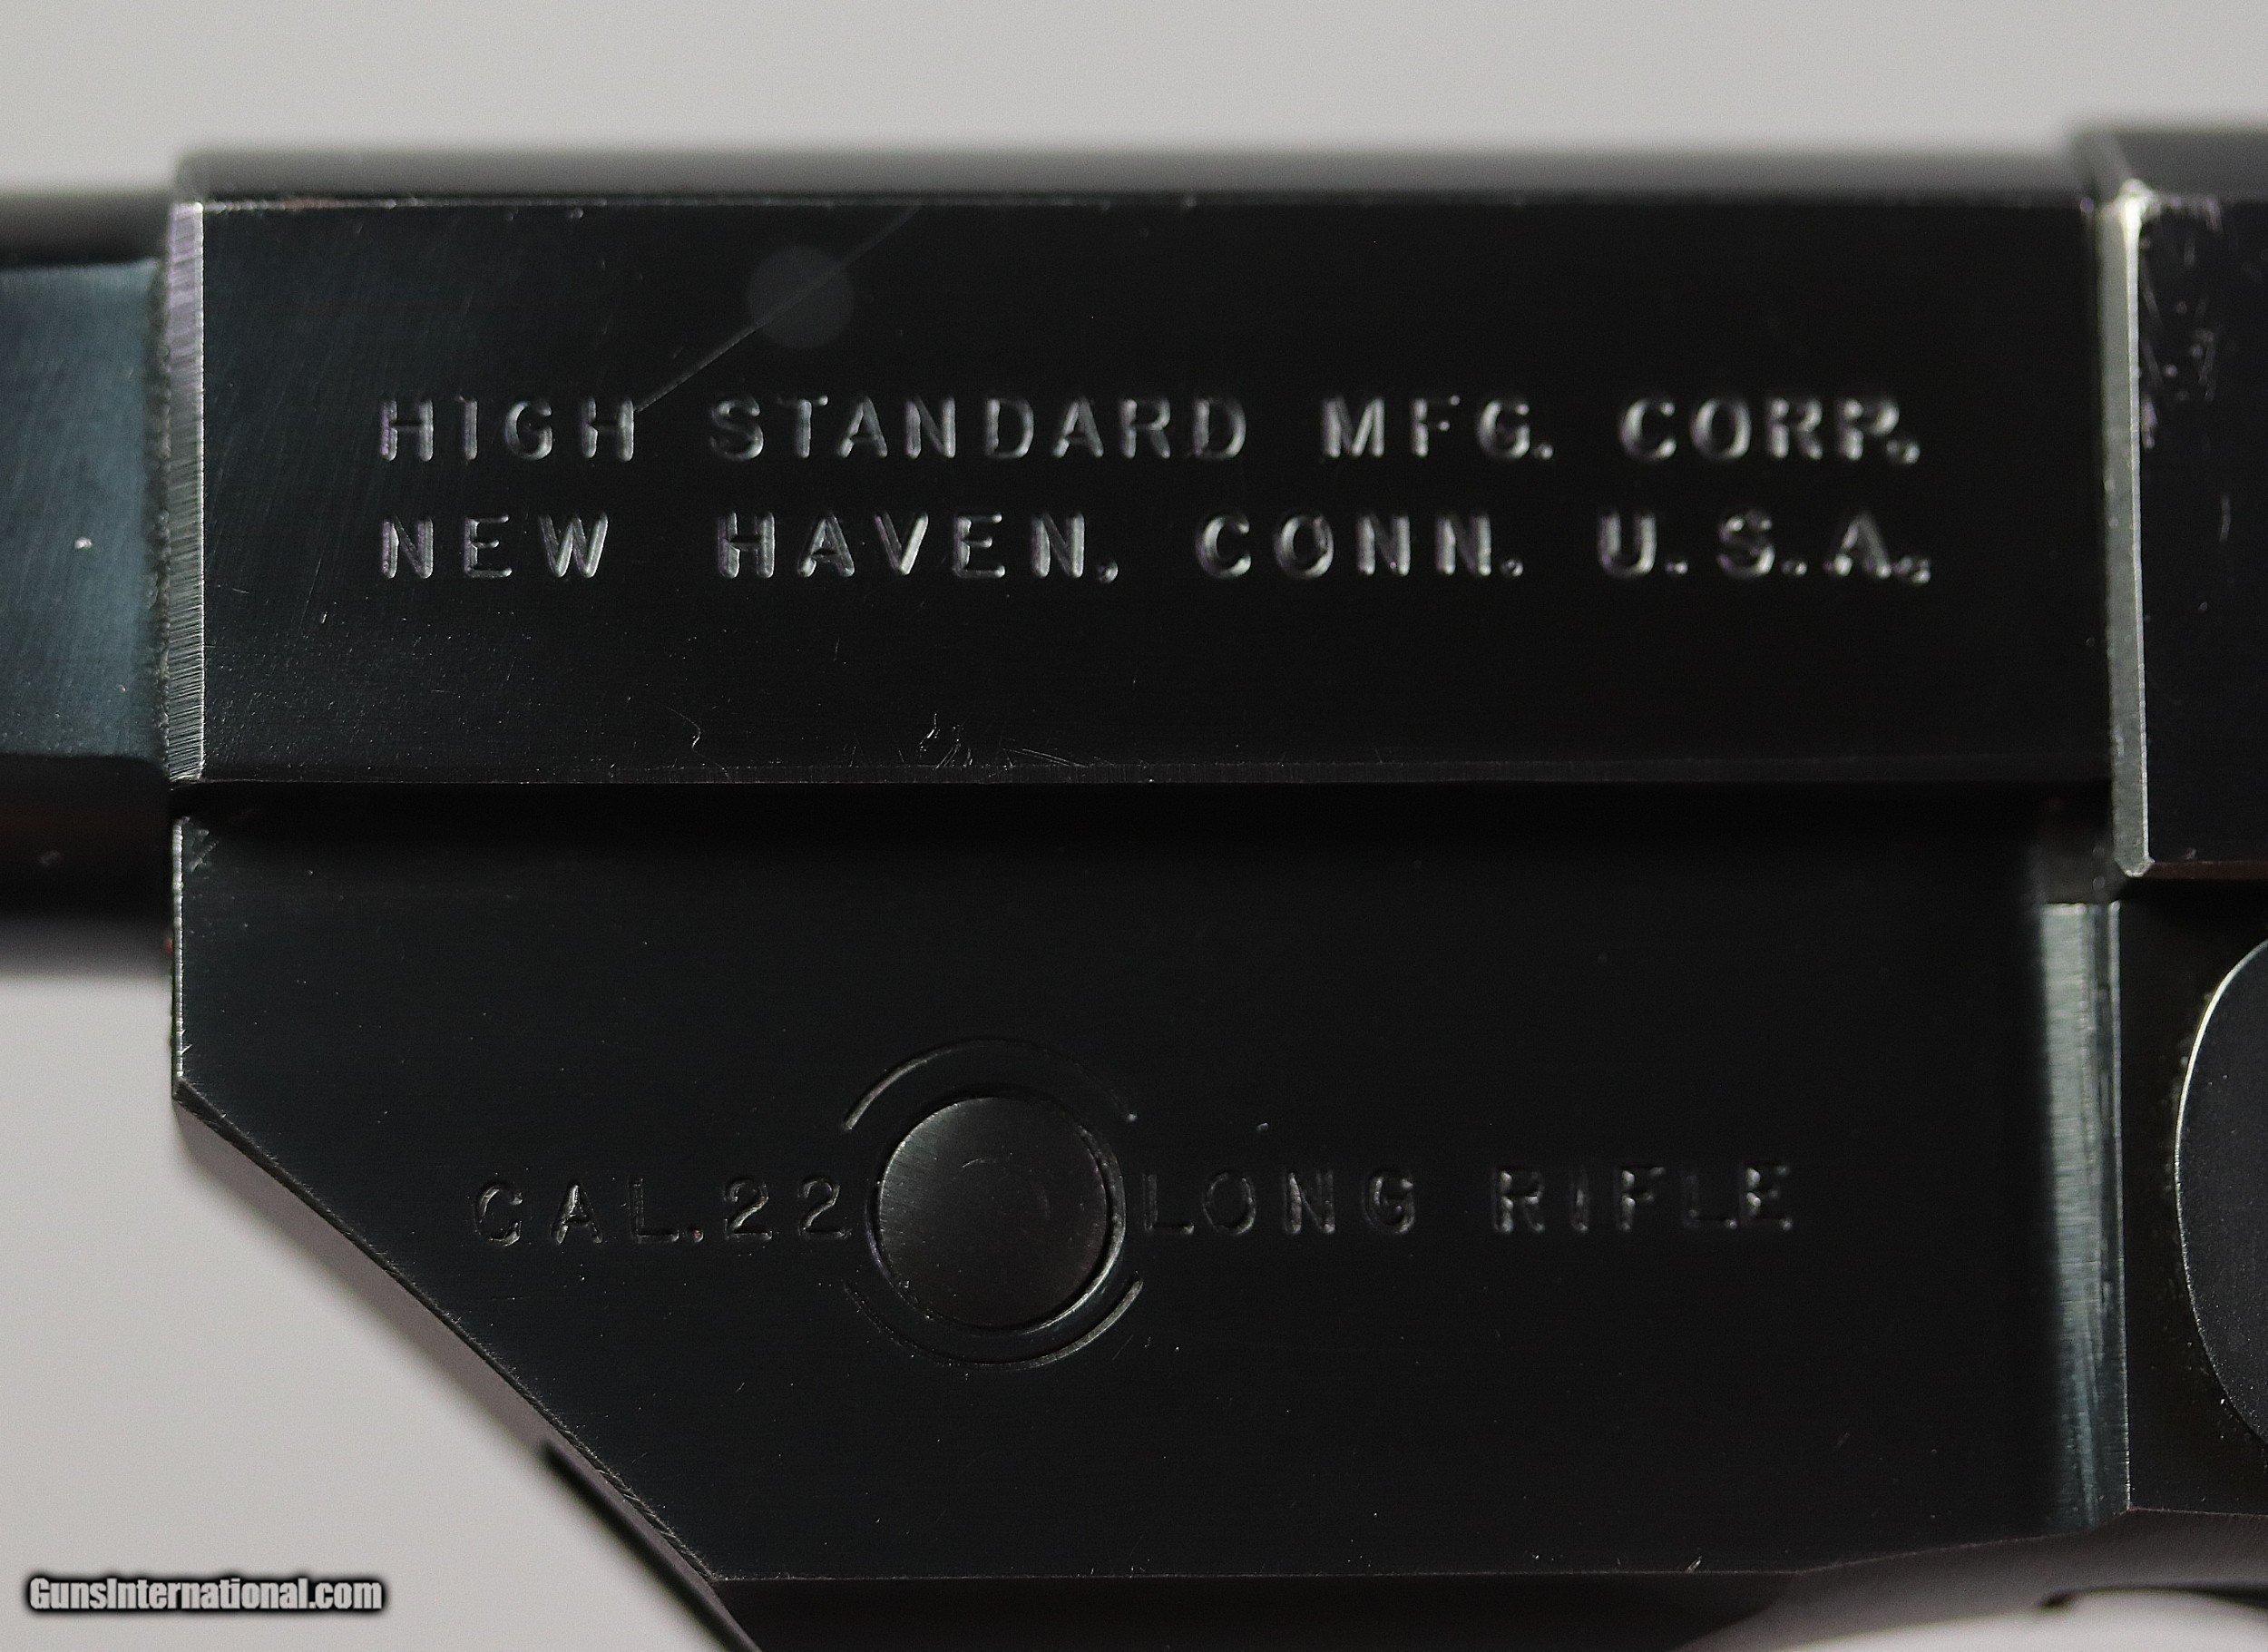 HIGH STANDARD MFG. CORP.
NEW HAVEN, CONN. U.S.A.
CAL.22 LONG RIFLE
GunsInternational.com